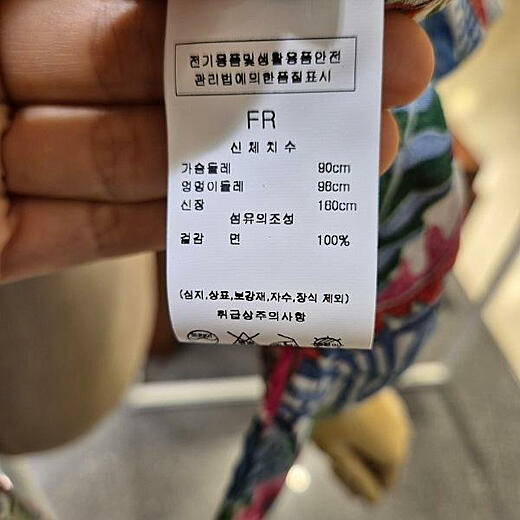 전기용품및생활용품안전
관리법에의한품질표시
FR
신체치수
가슴둘레 90cm
엉덩이둘레 96cm
신장 160cm
섬유의조성
겉감 면 100%
(심지,상표,보강재,자수,장식 제외)
취급상주의사항